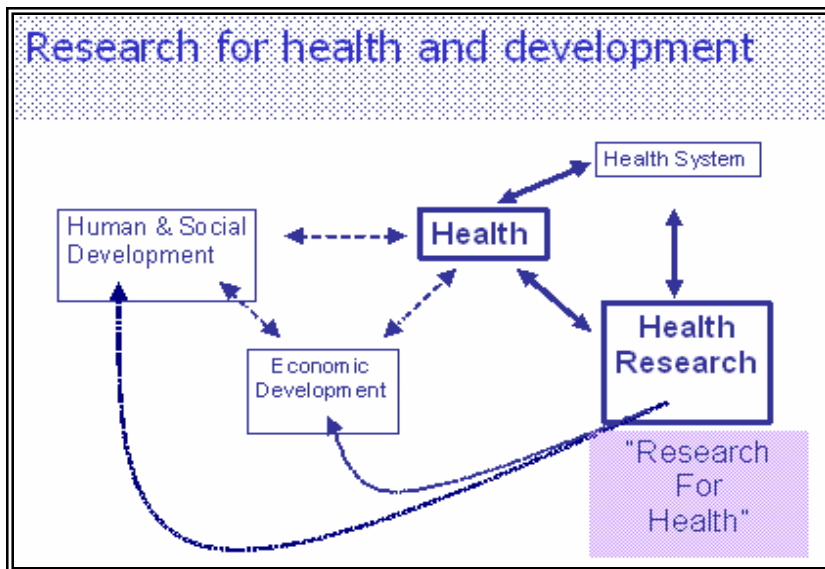 Research for health and development
Health System
Human & Social
Development
Health
Health
Research
Economic
Development
"Research
For
Health"